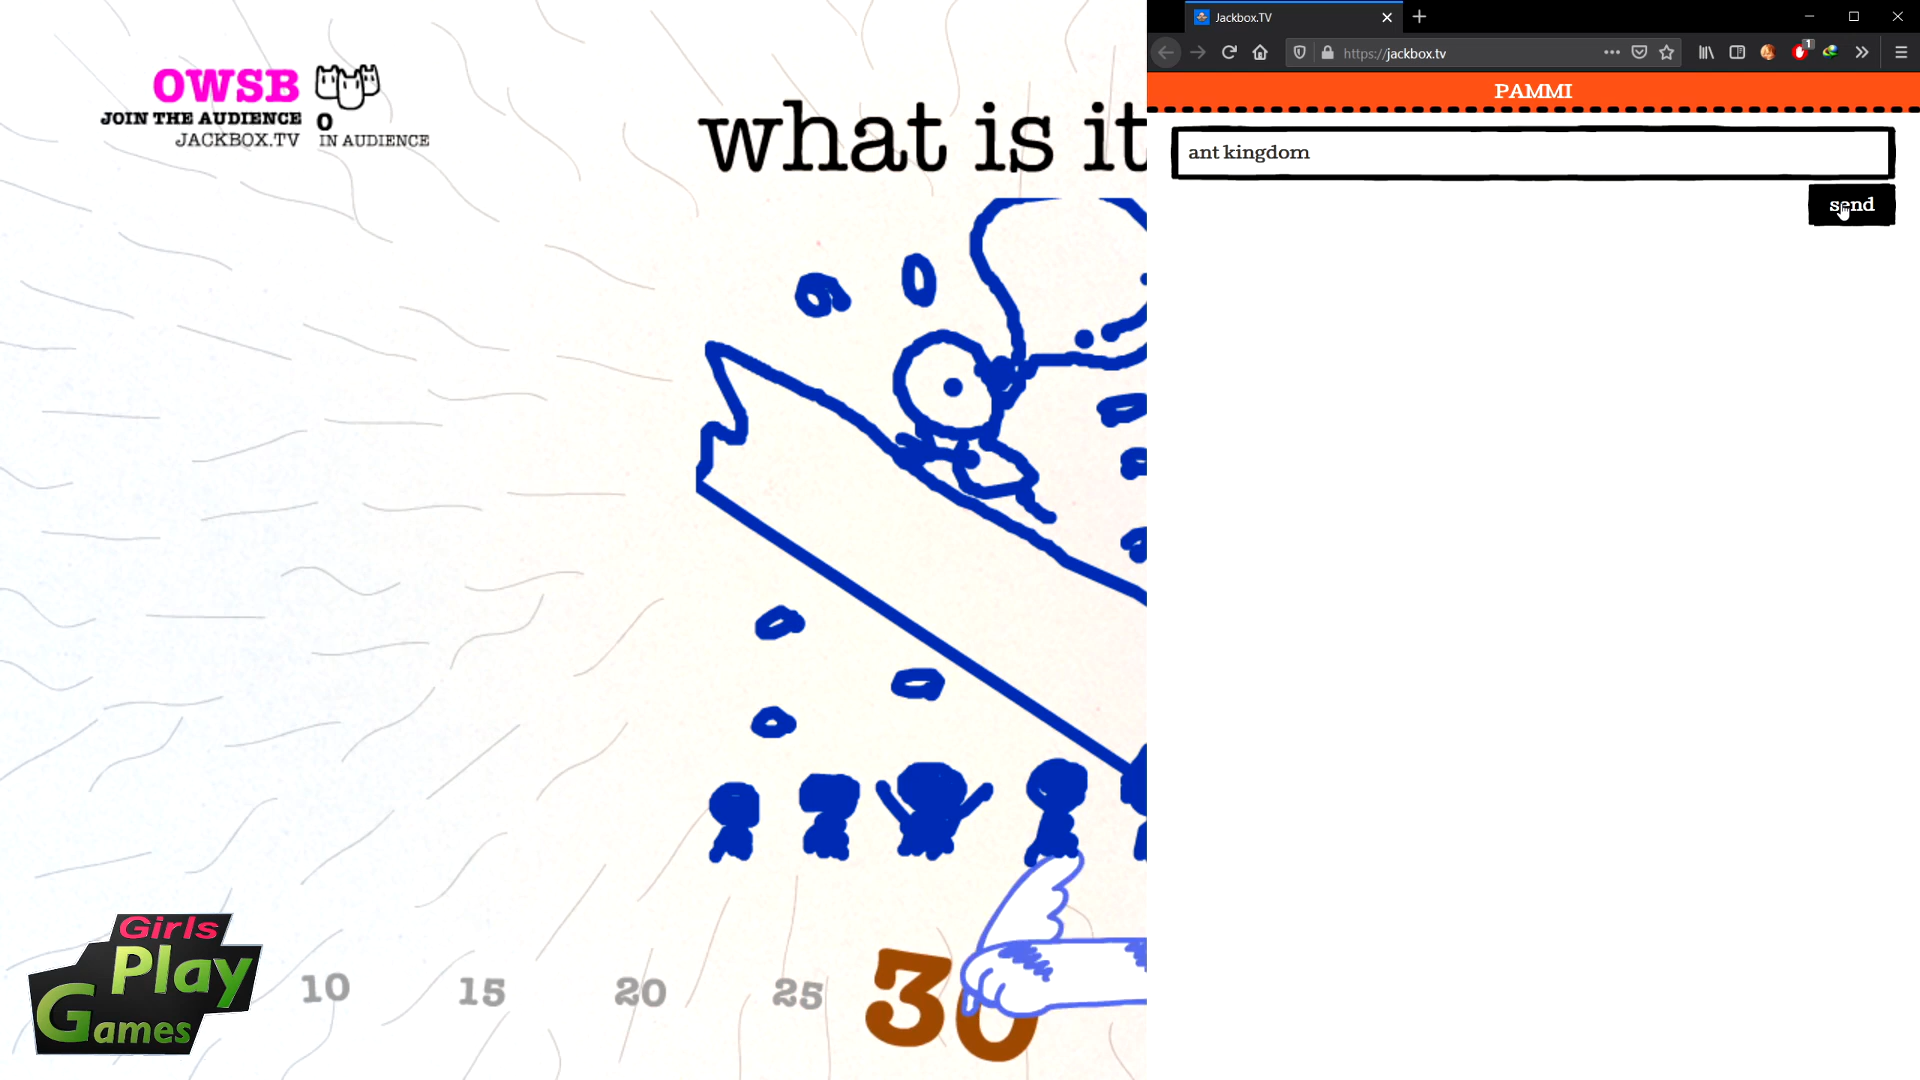 OWSB
JOIN THE AUDIENCE
JACKBOX.TV
0
IN AUDIENCE
what is it
Girls
Play
Games
10
15
20
25
30
Jackbox.TV
https://jackbox.tv
1
PAMMI
ant kingdom
send